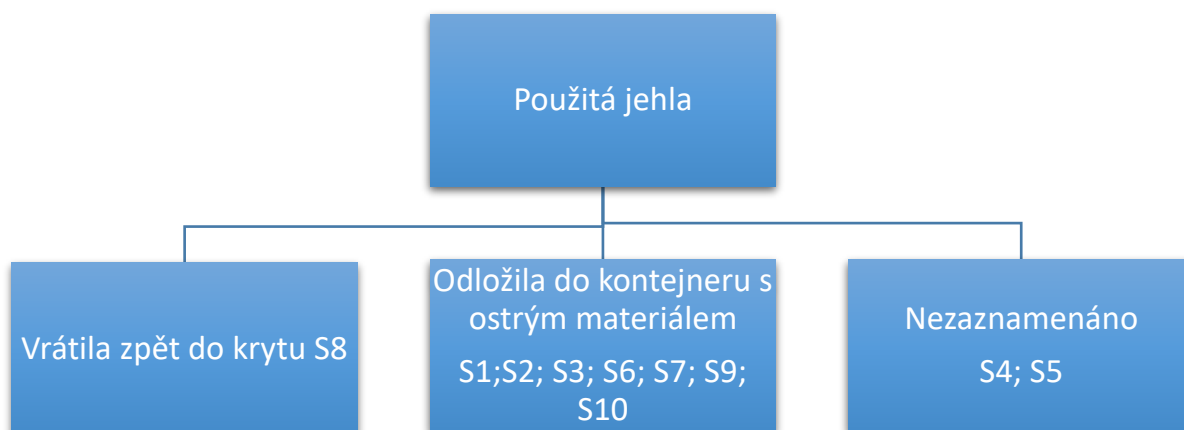 Použitá jehla
Vrátila zpět do krytu S8
Odložila do kontejneru s
ostrým materiálem
S1;S2; S3; S6; S7; S9;
S10
Nezaznamenáno
S4; S5